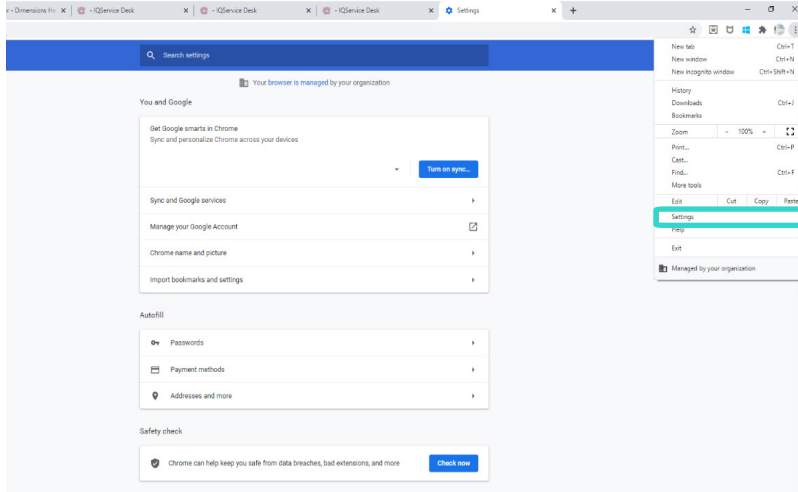 r - Dimensions He
- IQService Desk
- IQService Desk
- IQService Desk
Settings
Search settings
Your browser is managed by your organization
You and Google
Get Google smarts in Chrome
Sync and personalize Chrome across your devices
Turn on sync...
Sync and Google services
Manage your Google Account
Chrome name and picture
Import bookmarks and settings
Autofill
Passwords
Payment methods
Addresses and more
Safety check
Chrome can help keep you safe from data breaches, bad extensions, and more
Check now
New tab Ctrl+T
New window Ctrl+N
New incognito window Ctrl+Shift+N
History
Downloads Ctrl+J
Bookmarks
Zoom - 100% +
Print... Ctrl+P
Cast...
Find... Ctrl+F
More tools
Edit Cut Copy Paste
Settings
Help
Exit
Managed by your organization